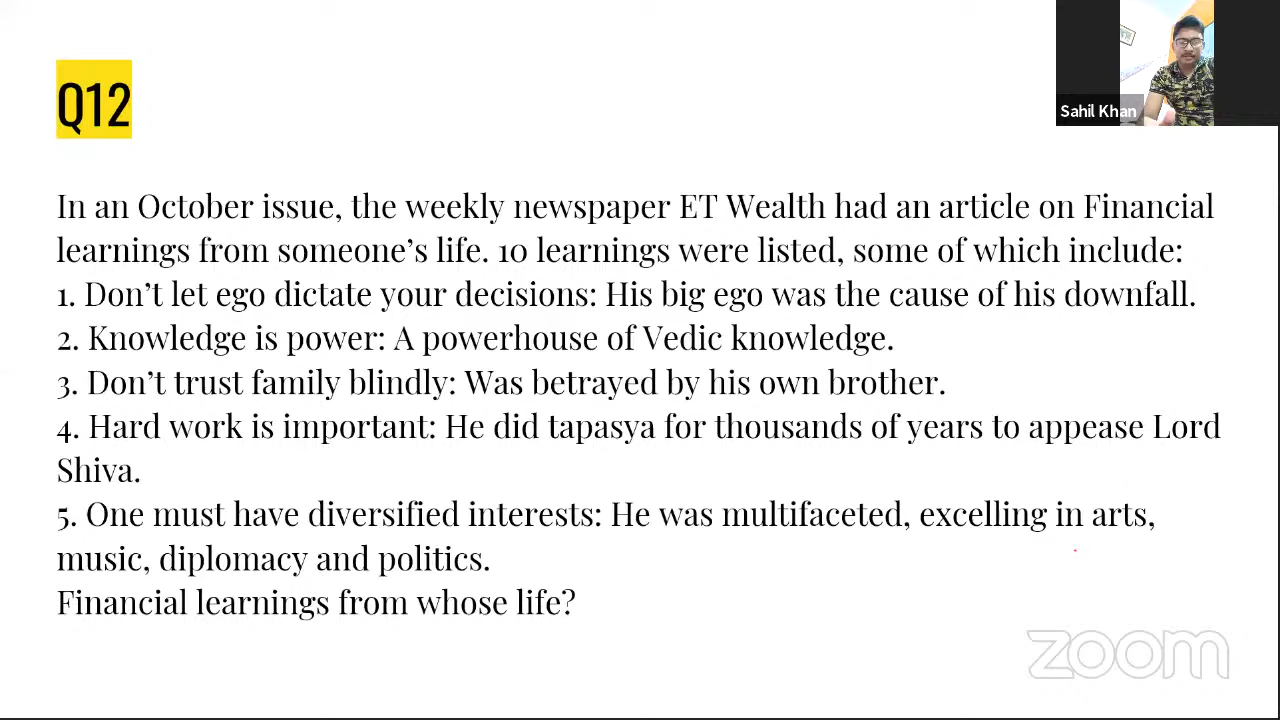 Q12
Sahil Khan
In an October issue, the weekly newspaper ET Wealth had an article on Financial
learnings from someone’s life. 10 learnings were listed, some of which include:
1. Don’t let ego dictate your decisions: His big ego was the cause of his downfall.
2. Knowledge is power: A powerhouse of Vedic knowledge.
3. Don’t trust family blindly: Was betrayed by his own brother.
4. Hard work is important: He did tapasya for thousands of years to appease Lord
Shiva.
5. One must have diversified interests: He was multifaceted, excelling in arts,
music, diplomacy and politics.
Financial learnings from whose life?
zoom